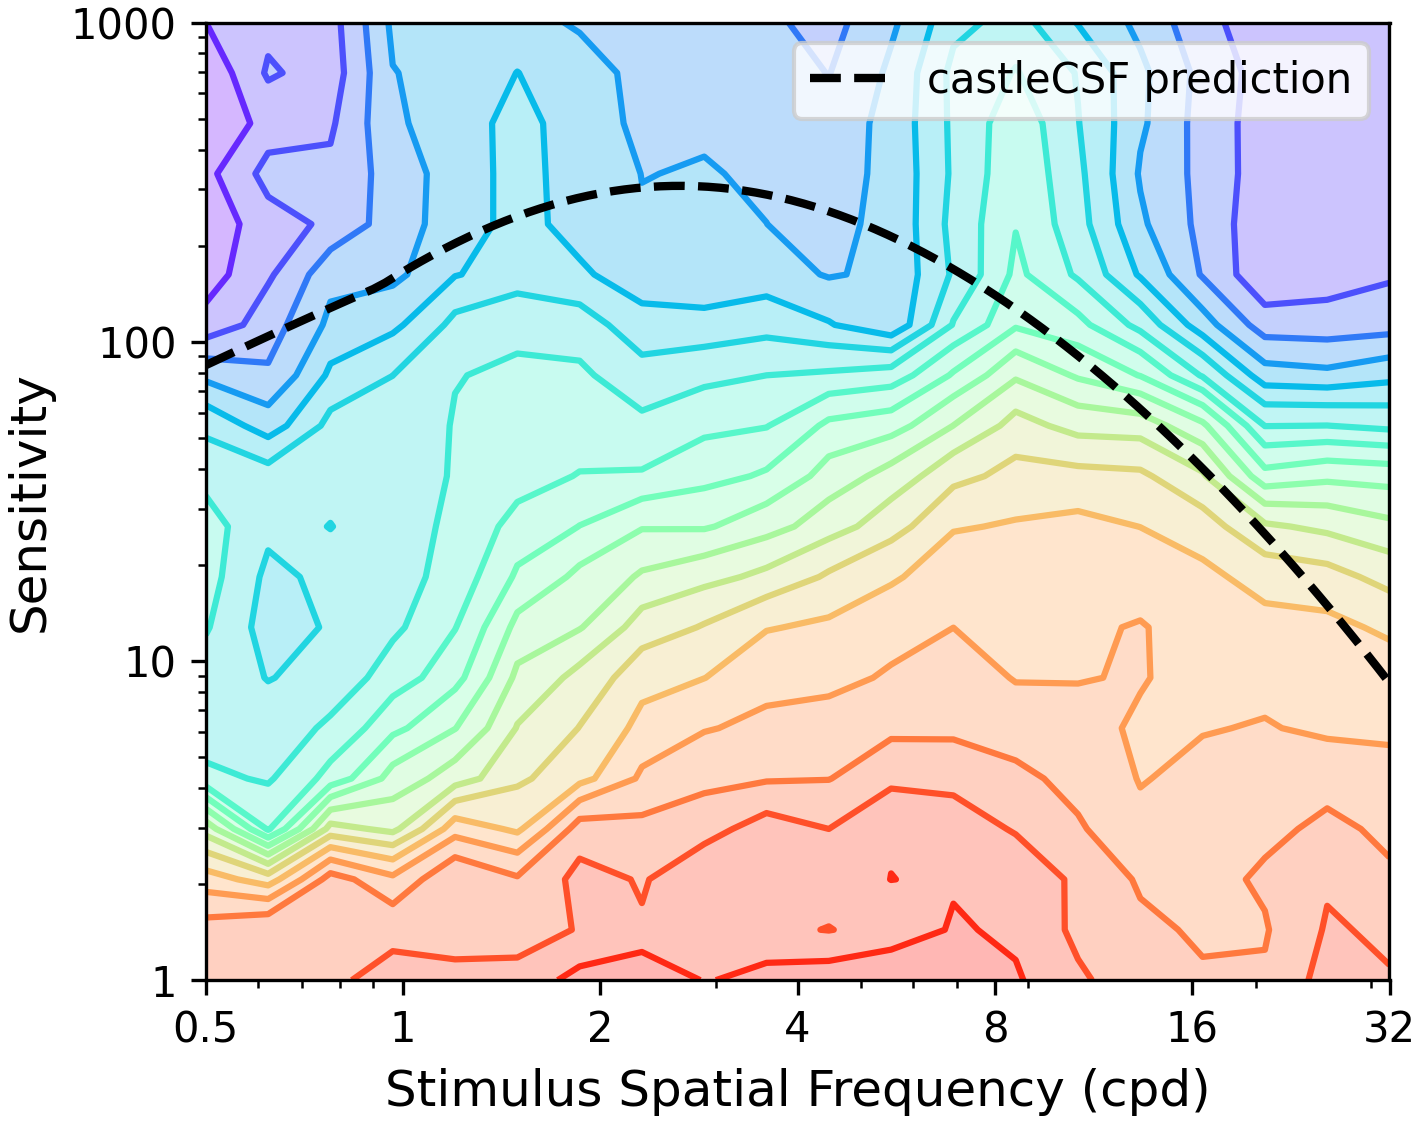 1000
castleCSF prediction
100
Sensitivity
10
1
0.5 1 2 4 8 16 32
Stimulus Spatial Frequency (cpd)